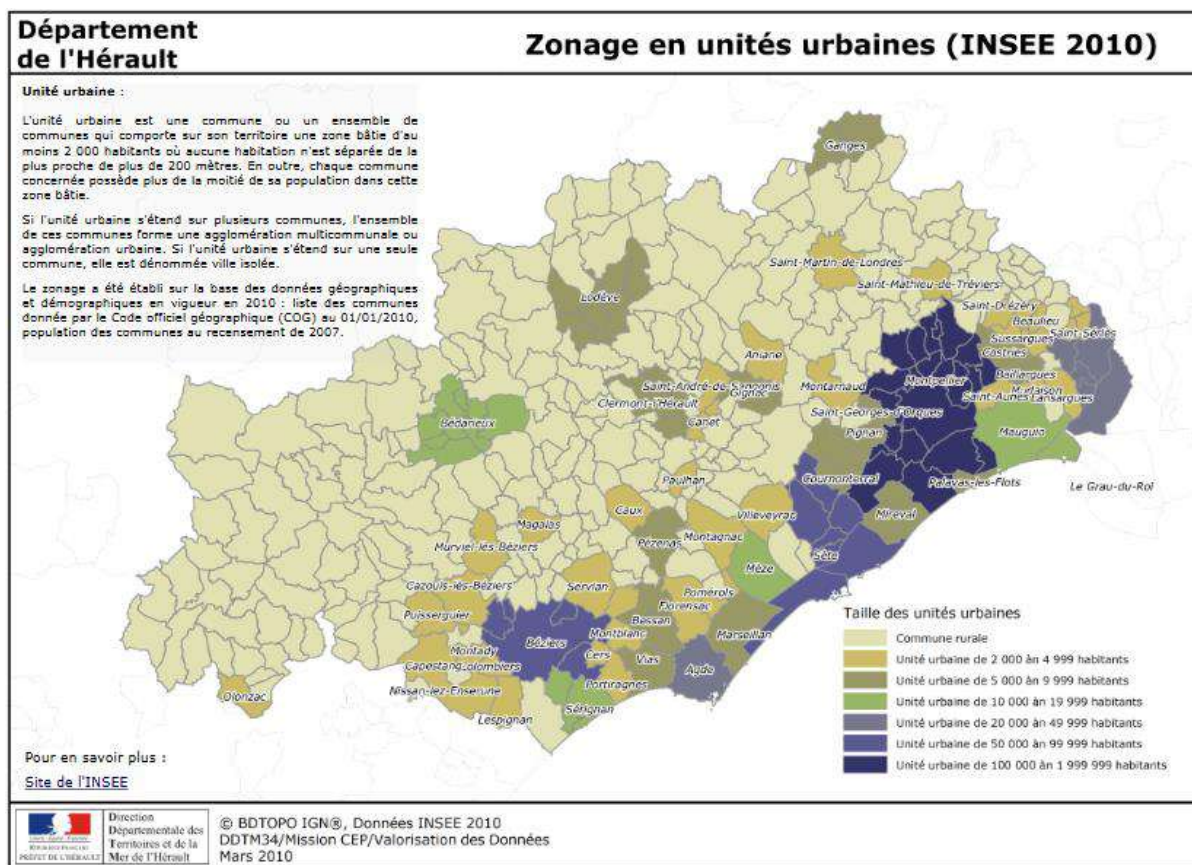 Département
de l'Hérault
Zonage en unités urbaines (INSEE 2010)
Unité urbaine :
L'unité urbaine est une commune ou un ensemble de
communes qui comporte sur son territoire une zone bâtie d'au
moins 2 000 habitants où aucune habitation n'est séparée de la
plus proche de plus de 200 mètres. En outre, chaque commune
concernée possède plus de la moitié de sa population dans cette
zone bâtie.
Si l'unité urbaine s'étend sur plusieurs communes, l'ensemble
de ces communes forme une agglomération multicommunale ou
agglomération urbaine. Si l'unité urbaine s'étend sur une seule
commune, elle est dénommée ville isolée.
Le zonage a été établi sur la base des données géographiques
et démographiques en vigueur en 2010 : liste des communes
donnée par le Code officiel géographique (COG) au 01/01/2010,
population des communes au recensement de 2007.
Ganges
Saint-Martin-de-Londres
Saint-Mathieu-de-Tréviers
Lodève
Saint-Drézéry
Beaulieu
Saint-Sériès
Sussargues
Castries
Aniane
Montpellier
Baillargues
Saint-André-de-Sangonis
Gignac
Montarnaud
Mudaison
Clermont-l'Hérault
Saint-Aunès
Lansargues
Saint-Georges-d'Orques
Canet
Bédarieux
Pignan
Mauguio
Cournonterral
Palavas-les-Flots
Le Grau-du-Roi
Paulhan
Caux
Villeveyrac
Mireval
Magalas
Montagnac
Murviel-lès-Béziers
Pézenas
Sète
Mèze
Cazouls-lès-Béziers
Servian
Pomérols
Florensac
Puisserguier
Bassan
Montblanc
Marseillan
Béziers
Montady
Cers
Vias
Agde
Capestang
Colombiers
Portiragnes
Olonzac
Nissan-lez-Enserune
Sérignan
Lespignan
Taille des unités urbaines
Commune rurale
Unité urbaine de 2 000 àn 4 999 habitants
Unité urbaine de 5 000 àn 9 999 habitants
Unité urbaine de 10 000 àn 19 999 habitants
Unité urbaine de 20 000 àn 49 999 habitants
Unité urbaine de 50 000 àn 99 999 habitants
Unité urbaine de 100 000 àn 1 999 999 habitants
Pour en savoir plus :
Site de l'INSEE
RÉPUBLIQUE FRANÇAISE
PRÉFET DE L'HÉRAULT
Direction
Départementale des
Territoires et de la
Mer de l'Hérault
© BDTOPO IGN®, Données INSEE 2010
DDTM34/Mission CEP/Valorisation des Données
Mars 2010